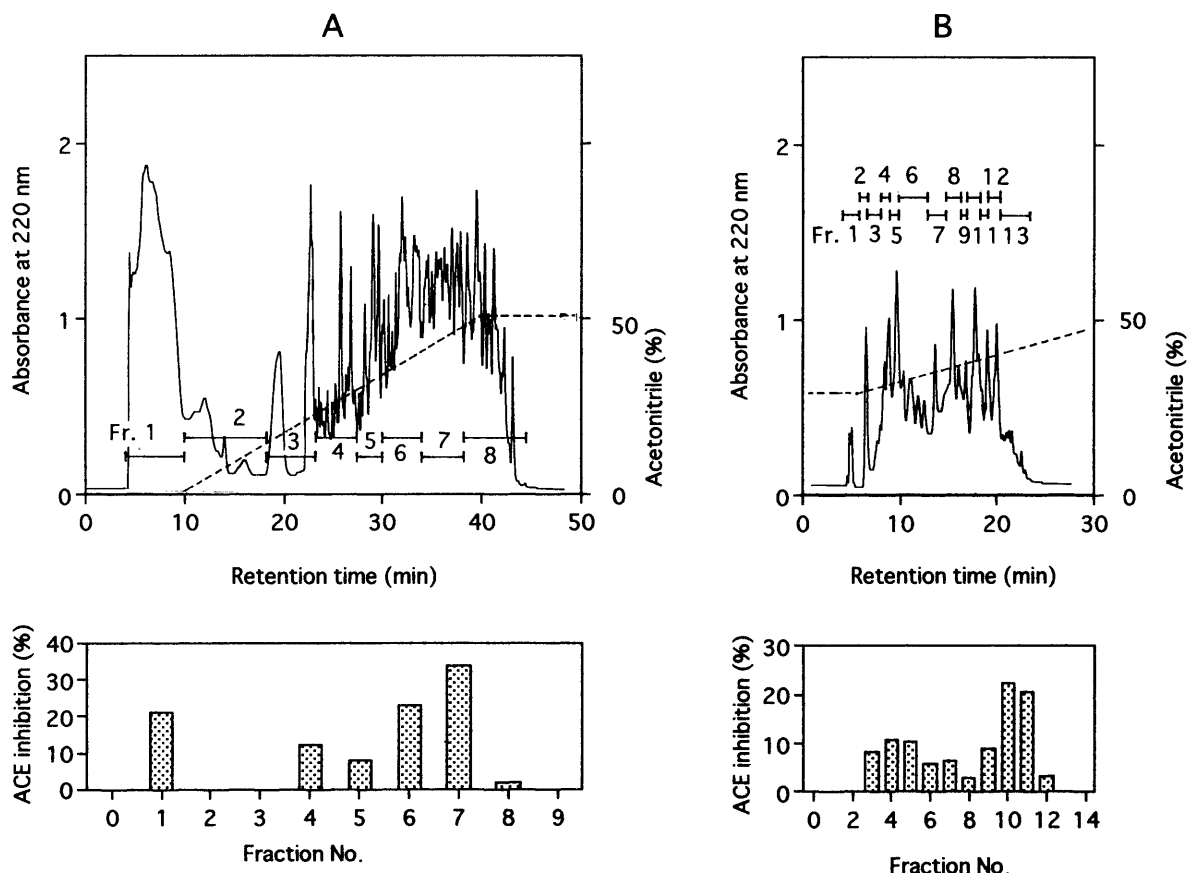 A
Absorbance at 220 nm
2
1
0
Fr. 1
2
3
4
5
6
7
8
50
0
Acetonitrile (%)
0 10 20 30 40 50
Retention time (min)
ACE inhibition (%)
40
30
20
10
0
0 1 2 3 4 5 6 7 8 9
Fraction No.
B
Absorbance at 220 nm
2
1
0
2 4 6 8 12
Fr. 1 3 5 7 911113
50
0
Acetonitrile (%)
0 10 20 30
Retention time (min)
ACE inhibition (%)
30
20
10
0
0 2 4 6 8 10 12 14
Fraction No.